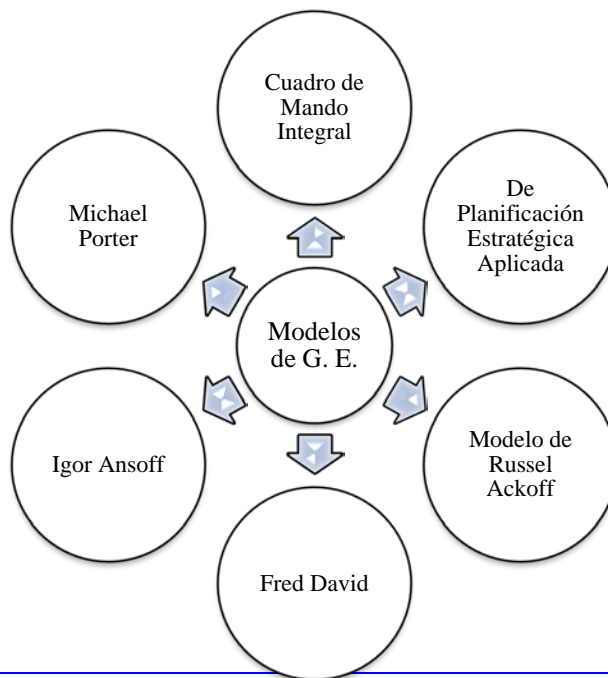 Cuadro de
Mando
Integral
De
Planificación
Estratégica
Aplicada
Modelo de
Russel
Ackoff
Fred David
Igor Ansoff
Michael
Porter
Modelos
de G. E.